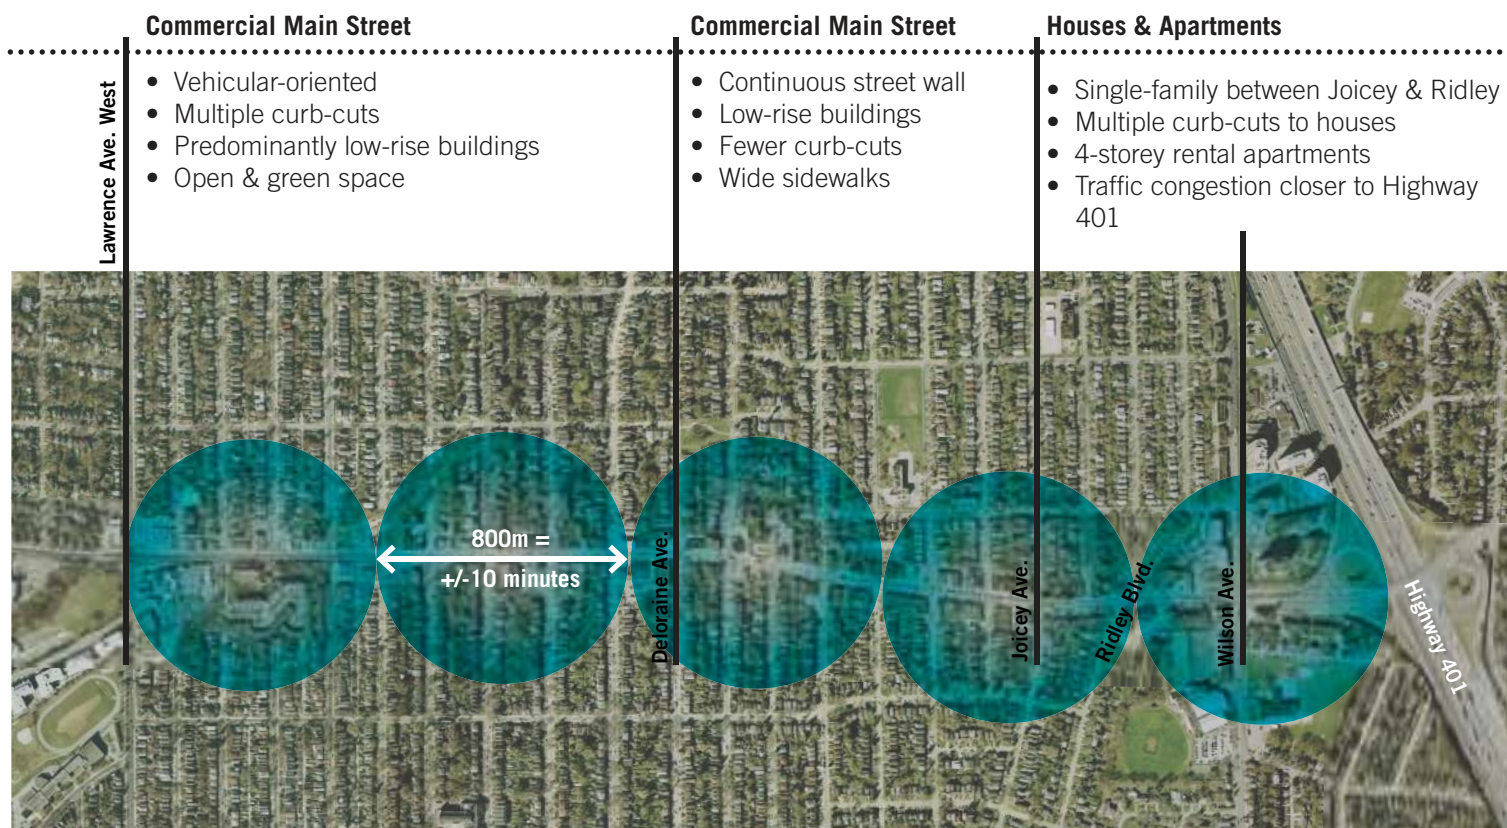 Commercial Main Street
• Vehicular-oriented
• Multiple curb-cuts
• Predominantly low-rise buildings
• Open & green space
Commercial Main Street
• Continuous street wall
• Low-rise buildings
• Fewer curb-cuts
• Wide sidewalks
Houses & Apartments
• Single-family between Joicey & Ridley
• Multiple curb-cuts to houses
• 4-storey rental apartments
• Traffic congestion closer to Highway
401
Lawrence Ave. West
800m =
+/-10 minutes
Deloraine Ave.
Joicey Ave.
Ridley Blvd.
Wilson Ave.
Highway 401